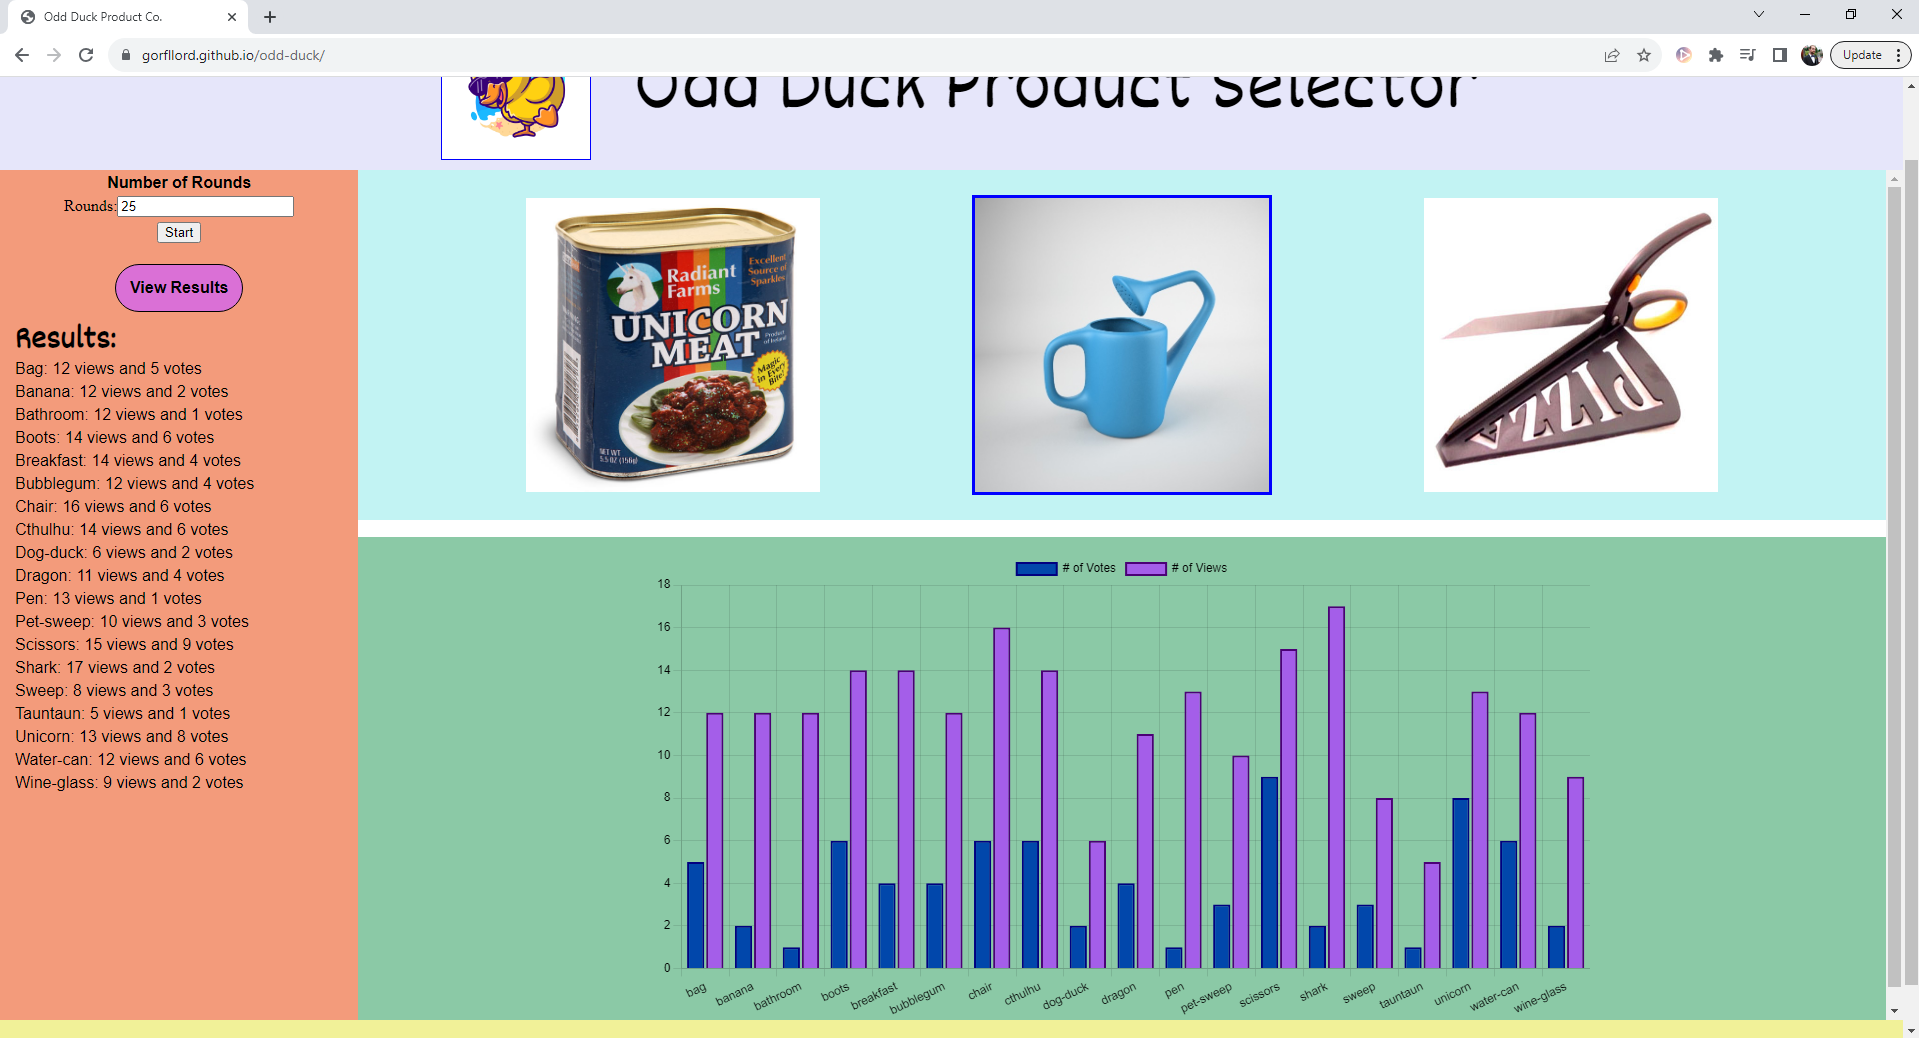 Odd Duck Product Co.
gorfllord.github.io/odd-duck/
Update
Odd Duck Product Selector
Number of Rounds
Rounds: 25
Start
View Results
Results:
Bag: 12 views and 5 votes
Banana: 12 views and 2 votes
Bathroom: 12 views and 1 votes
Boots: 14 views and 6 votes
Breakfast: 14 views and 4 votes
Bubblegum: 12 views and 4 votes
Chair: 16 views and 6 votes
Cthulhu: 14 views and 6 votes
Dog-duck: 6 views and 2 votes
Dragon: 11 views and 4 votes
Pen: 13 views and 1 votes
Pet-sweep: 10 views and 3 votes
Scissors: 15 views and 9 votes
Shark: 17 views and 2 votes
Sweep: 8 views and 3 votes
Tauntaun: 5 views and 1 votes
Unicorn: 13 views and 8 votes
Water-can: 12 views and 6 votes
Wine-glass: 9 views and 2 votes
Radiant
Farms
Excellent
Source of
Sparkles
UNICORN
MEAT
Product
of Ireland
Magic
in Every
Bite!
NET WT
5.5 OZ (156g)
PIZZA
# of Votes # of Views
18
16
14
12
10
8
6
4
2
0
bag banana bathroom boots breakfast bubblegum chair cthulhu dog-duck dragon pen pet-sweep scissors shark sweep tauntaun unicorn water-can wine-glass